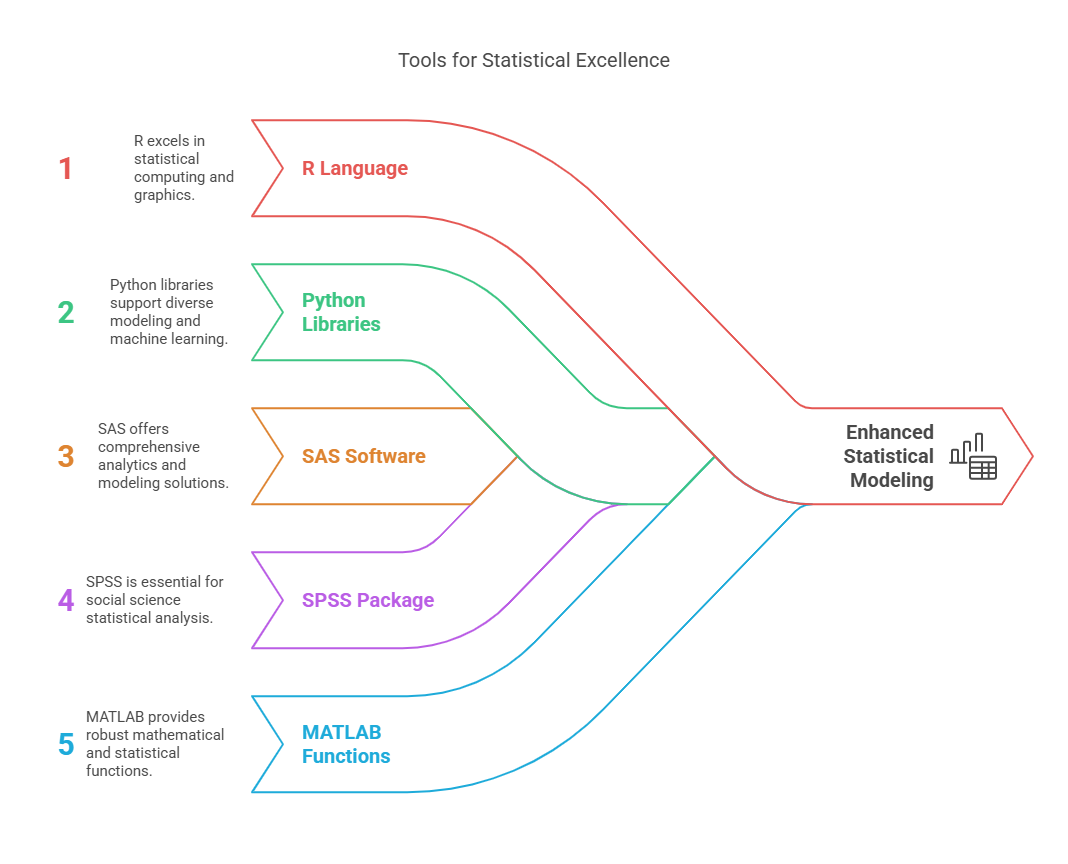 Tools for Statistical Excellence
1
R excels in
statistical
computing and
graphics.
R Language
2
Python libraries
support diverse
modeling and
machine learning.
Python
Libraries
3
SAS offers
comprehensive
analytics and
modeling solutions.
SAS Software
Enhanced
Statistical
Modeling
4
SPSS is essential for
social science
statistical analysis.
SPSS Package
5
MATLAB provides
robust mathematical
and statistical
functions.
MATLAB
Functions